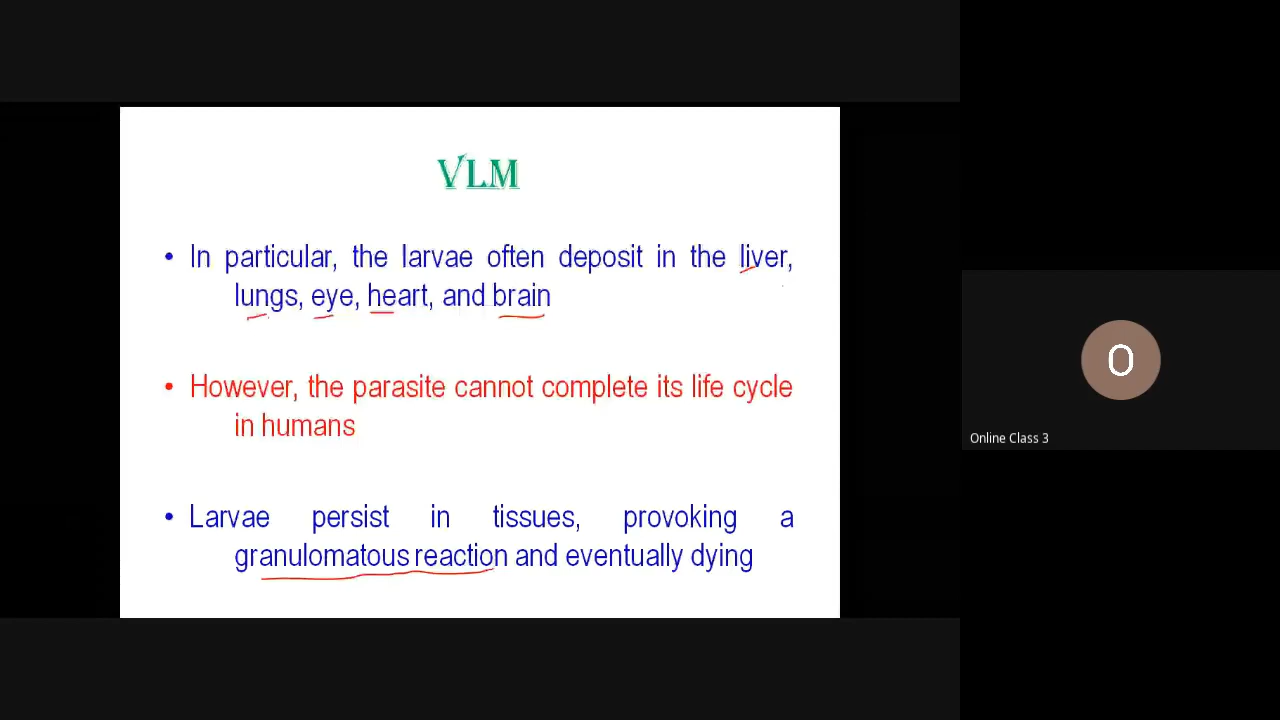 VLM
• In particular, the larvae often deposit in the liver,
lungs, eye, heart, and brain
• However, the parasite cannot complete its life cycle
in humans
• Larvae persist in tissues, provoking a
granulomatous reaction and eventually dying
O
Online Class 3